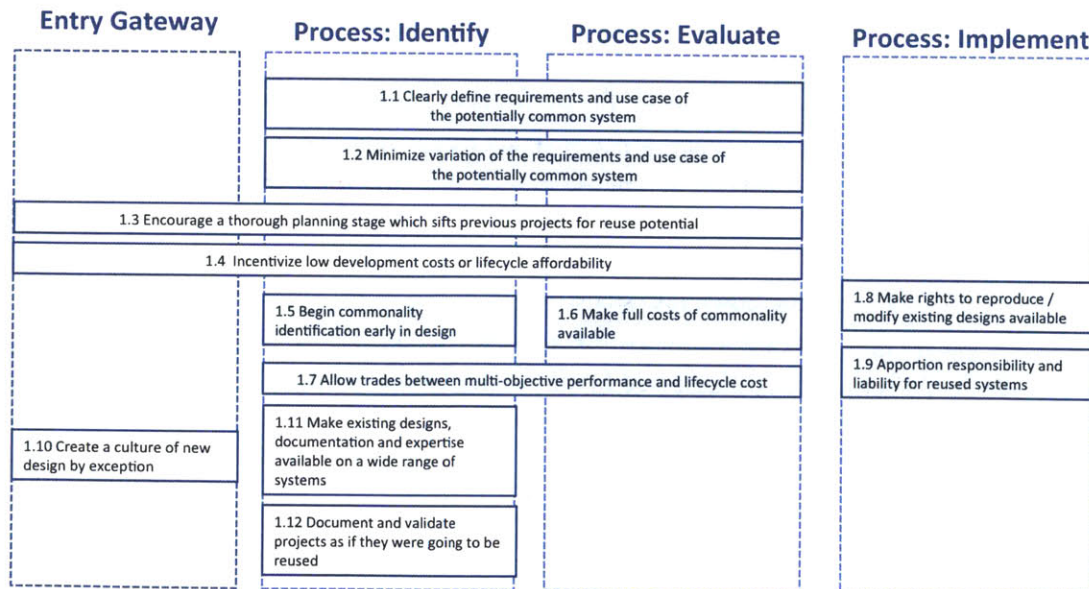 Entry Gateway
Process: Identify
Process: Evaluate
Process: Implement
1.1 Clearly define requirements and use case of
the potentially common system
1.2 Minimize variation of the requirements and use case of
the potentially common system
1.3 Encourage a thorough planning stage which sifts previous projects for reuse potential
1.4 Incentivize low development costs or lifecycle affordability
1.5 Begin commonality
identification early in design
1.6 Make full costs of commonality
available
1.8 Make rights to reproduce /
modify existing designs available
1.7 Allow trades between multi-objective performance and lifecycle cost
1.9 Apportion responsibility and
liability for reused systems
1.10 Create a culture of new
design by exception
1.11 Make existing designs,
documentation and expertise
available on a wide range of
systems
1.12 Document and validate
projects as if they were going to be
reused